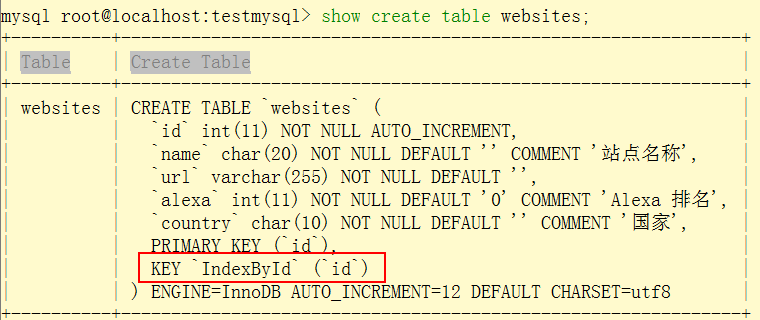 mysql root@localhost:testmysql> show create table websites;
+----------+-----------------------------------------------------------+
| Table    | Create Table                                              |
+----------+-----------------------------------------------------------+
| websites | CREATE TABLE `websites` (                                 |
|          |   `id` int(11) NOT NULL AUTO_INCREMENT,                   |
|          |   `name` char(20) NOT NULL DEFAULT '' COMMENT '站点名称',     |
|          |   `url` varchar(255) NOT NULL DEFAULT '',                 |
|          |   `alexa` int(11) NOT NULL DEFAULT '0' COMMENT 'Alexa 排名', |
|          |   `country` char(10) NOT NULL DEFAULT '' COMMENT '国家',    |
|          |   PRIMARY KEY (`id`),                                     |
|          |   KEY `IndexById` (`id`)                                  |
|          | ) ENGINE=InnoDB AUTO_INCREMENT=12 DEFAULT CHARSET=utf8    |
+----------+-----------------------------------------------------------+